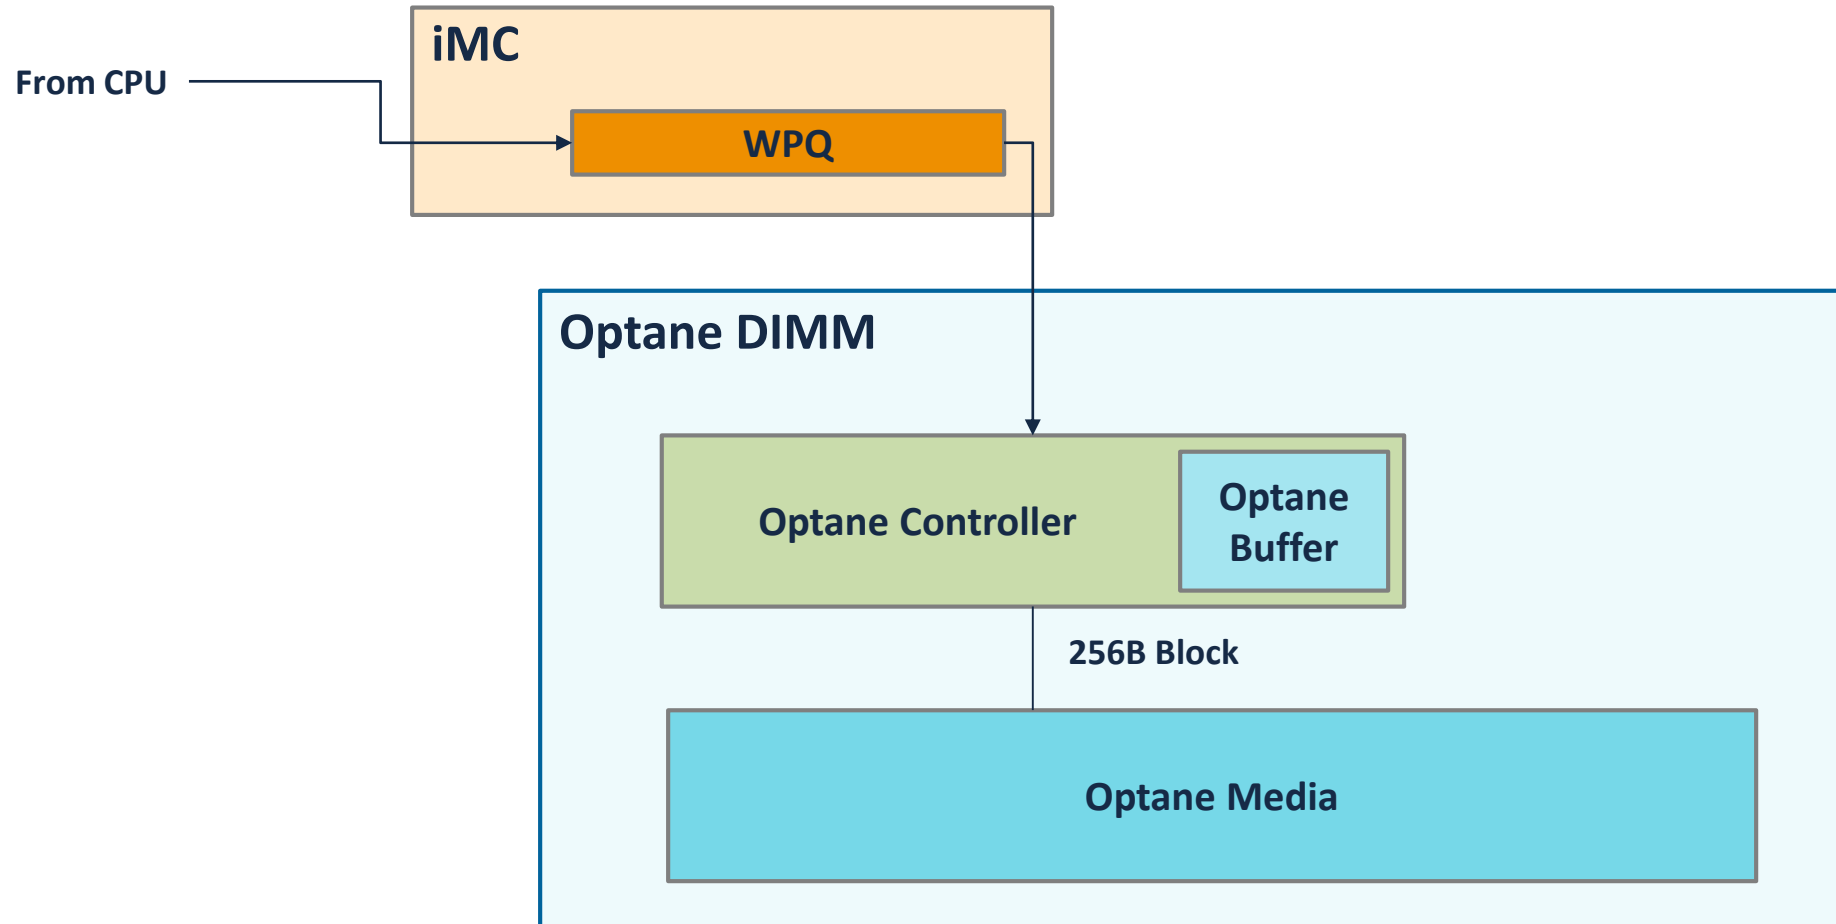 iMC
From CPU
WPQ
Optane DIMM
Optane Controller
Optane
Buffer
256B Block
Optane Media